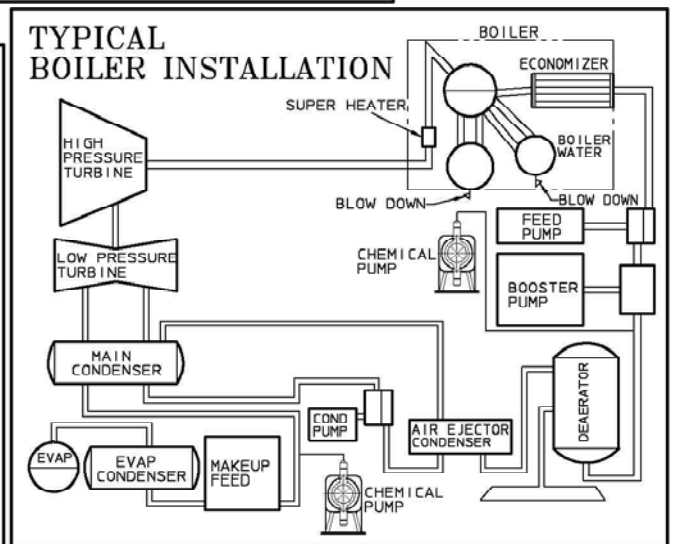 TYPICAL
BOILER INSTALLATION
BOILER
ECONOMIZER
SUPER HEATER
HIGH
PRESSURE
TURBINE
BOILER
WATER
BLOW DOWN
BLOW DOWN
FEED
PUMP
CHEMICAL
PUMP
LOW PRESSURE
TURBINE
BOOSTER
PUMP
MAIN
CONDENSER
DEAERATOR
COND
PUMP
AIR EJECTOR
CONDENSER
EVAP
EVAP
CONDENSER
MAKEUP
FEED
CHEMICAL
PUMP